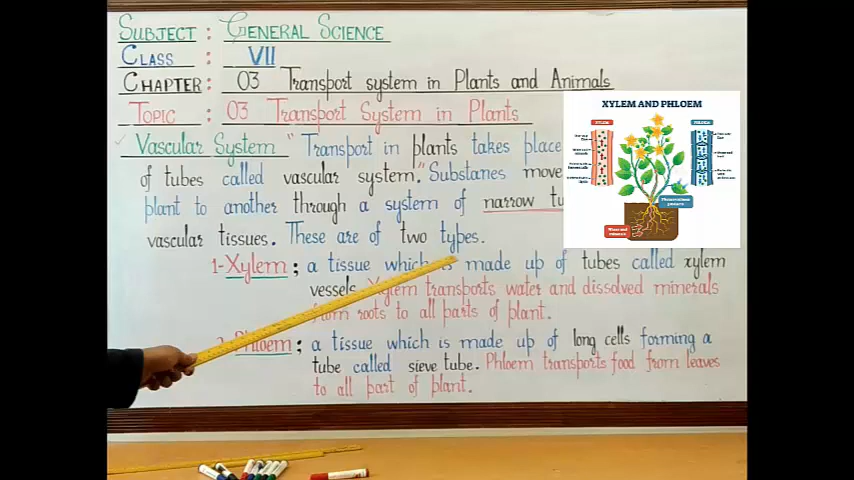 SUBJECT : GENERAL SCIENCE
CLASS : VII
CHAPTER: 03 Transport system in Plants and Animals
TOPIC : 03 Transport System in Plants
Vascular System " Transport in plants takes place
of tubes called vascular system." Substanes move
plant to another through a system of narrow tu
vascular tissues. These are of two types.
1-Xylem ; a tissue which is made up of tubes called xylem
vessels. Xylem transports water and dissolved minerals
from roots to all parts of plant.
2-Phloem ; a tissue which is made up of long cells forming a
tube called sieve tube. Phloem transports food from leaves
to all part of plant.
XYLEM AND PHLOEM
XYLEM
PHLOEM